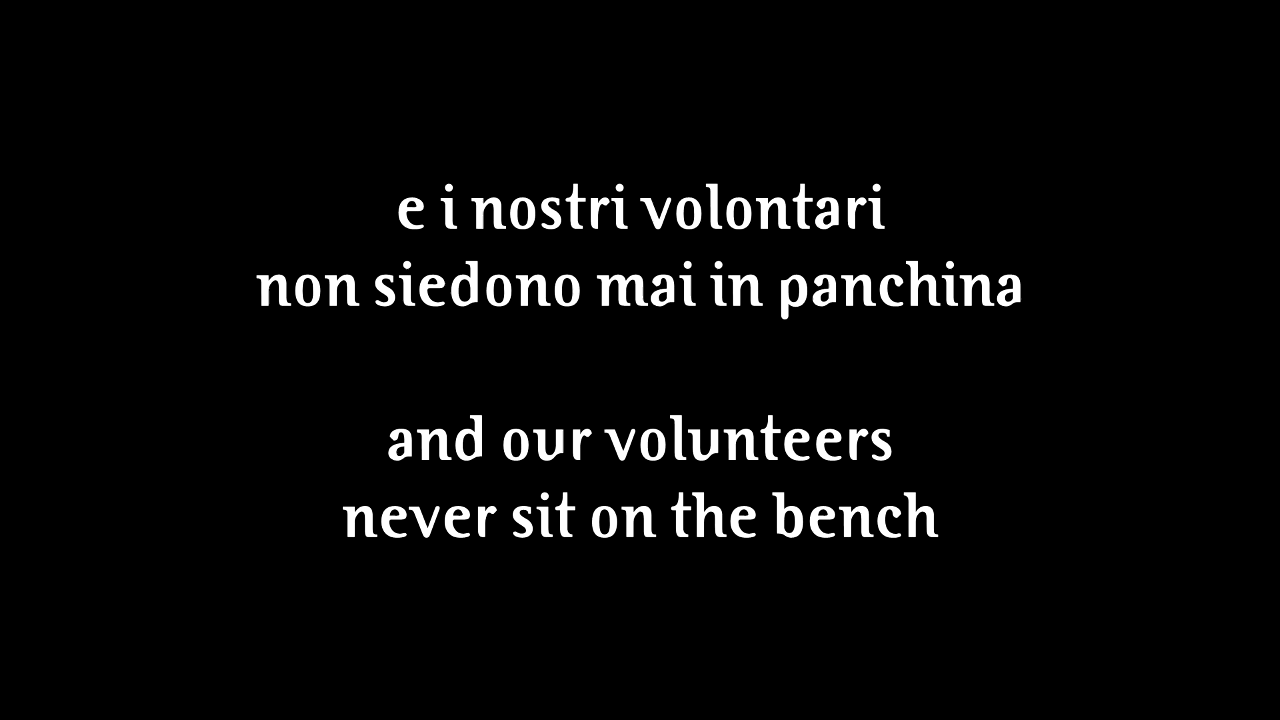 e i nostri volontari
non siedono mai in panchina
and our volunteers
never sit on the bench